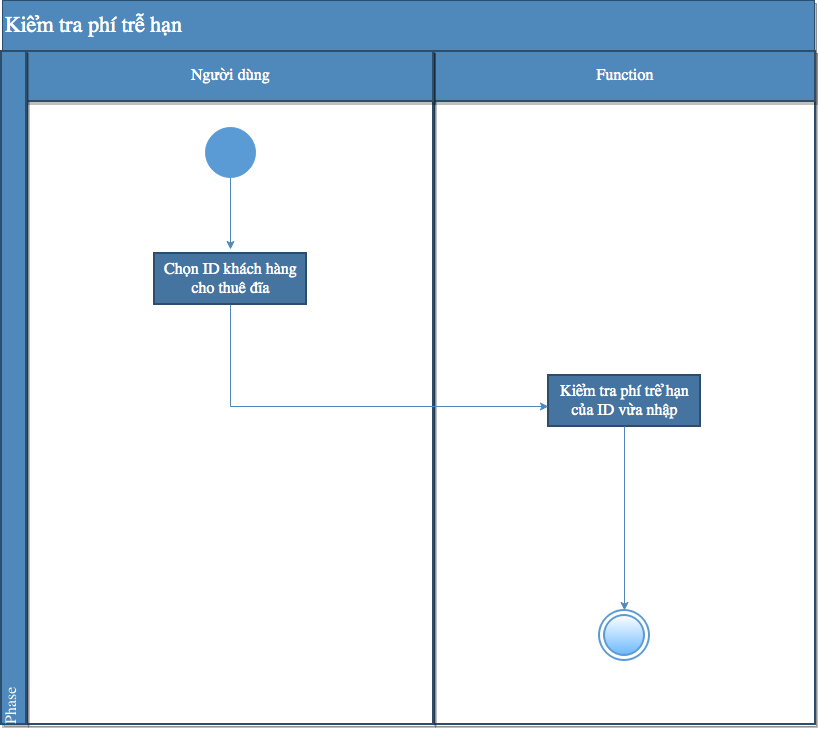 Kiểm tra phí trễ hạn
Người dùng
Function
Chọn ID khách hàng
cho thuê đĩa
Kiểm tra phí trể hạn
của ID vừa nhập
Phase